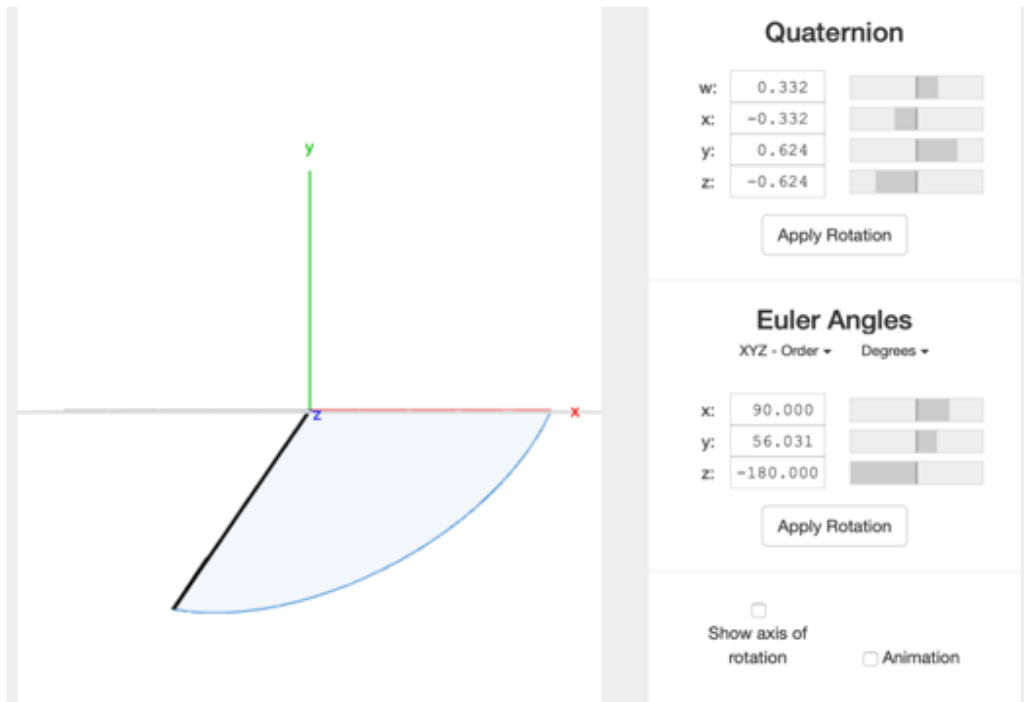 y
z
x
Quaternion
w: 0.332
x: -0.332
y: 0.624
z: -0.624
Apply Rotation
Euler Angles
XYZ - Order Degrees
x: 90.000
y: 56.031
z: -180.000
Apply Rotation
Show axis of
rotation
Animation